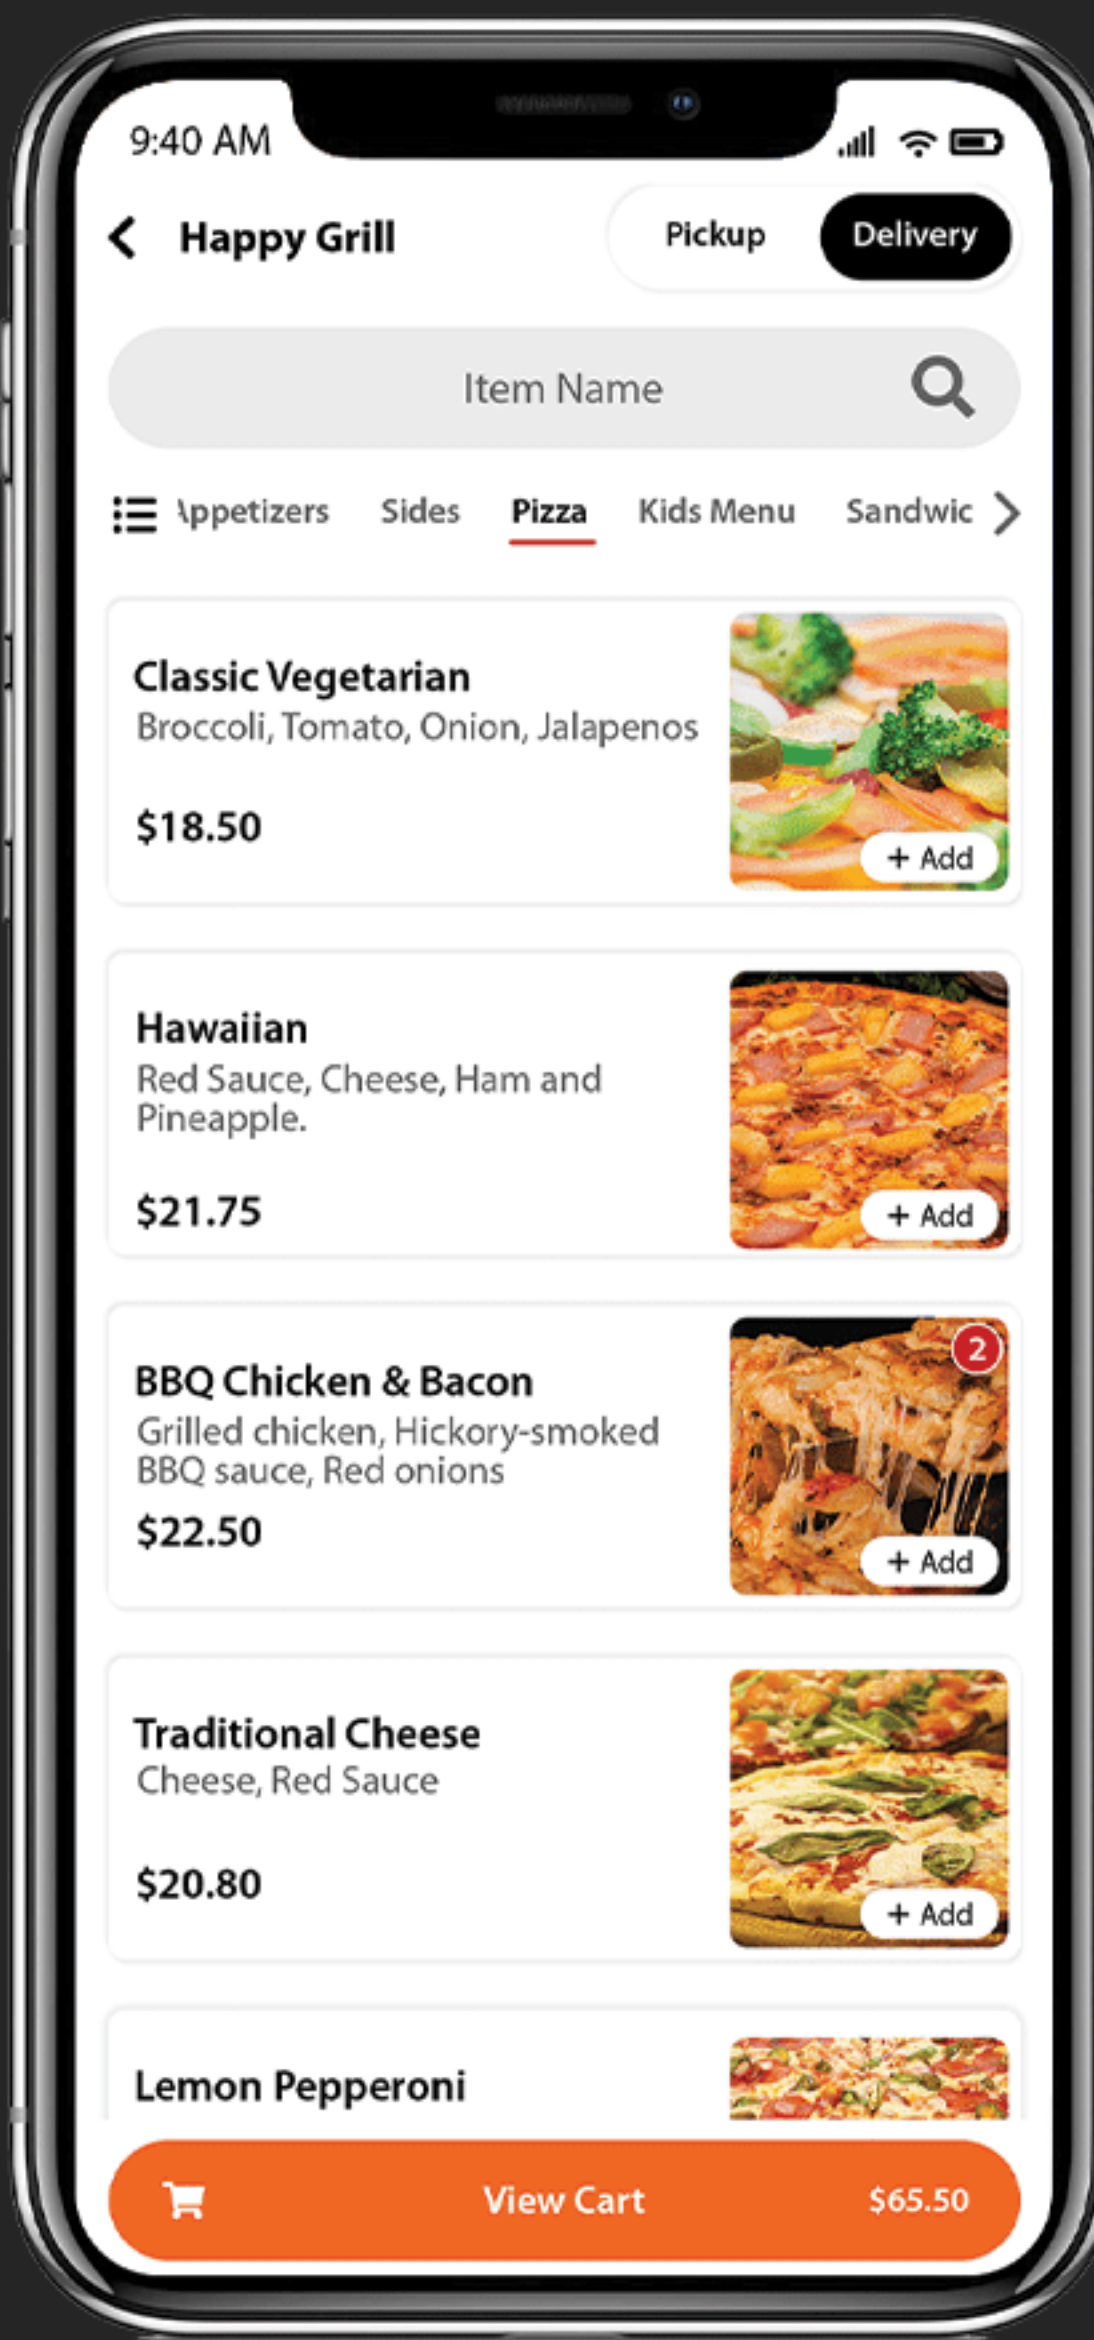 9:40 AM
Happy Grill
Pickup
Delivery
Item Name
Appetizers Sides Pizza Kids Menu Sandwic
Classic Vegetarian
Broccoli, Tomato, Onion, Jalapenos
$18.50
+ Add
Hawaiian
Red Sauce, Cheese, Ham and
Pineapple.
$21.75
+ Add
2
BBQ Chicken & Bacon
Grilled chicken, Hickory-smoked
BBQ sauce, Red onions
$22.50
+ Add
Traditional Cheese
Cheese, Red Sauce
$20.80
+ Add
Lemon Pepperoni
View Cart $65.50